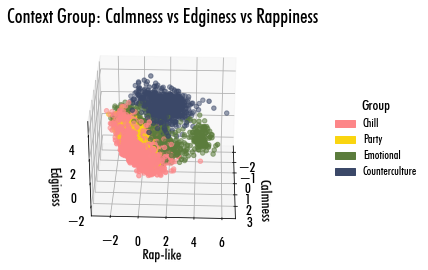 Context Group: Calmness vs Edginess vs Rappiness
Group
Chill
Party
Emotional
Counterculture
4
2
0
−2
Edginess
−2
0
2
4
6
Rap-like
−2
−1
0
1
2
3
Calmness